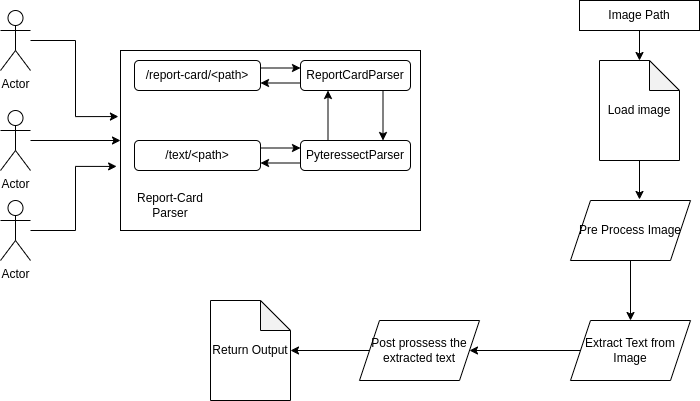 Actor
Actor
Actor
/report-card/<path>
ReportCardParser
/text/<path>
PyteressectParser
Report-Card
Parser
Image Path
Load image
Pre Process Image
Extract Text from
Image
Post prossess the
extracted text
Return Output